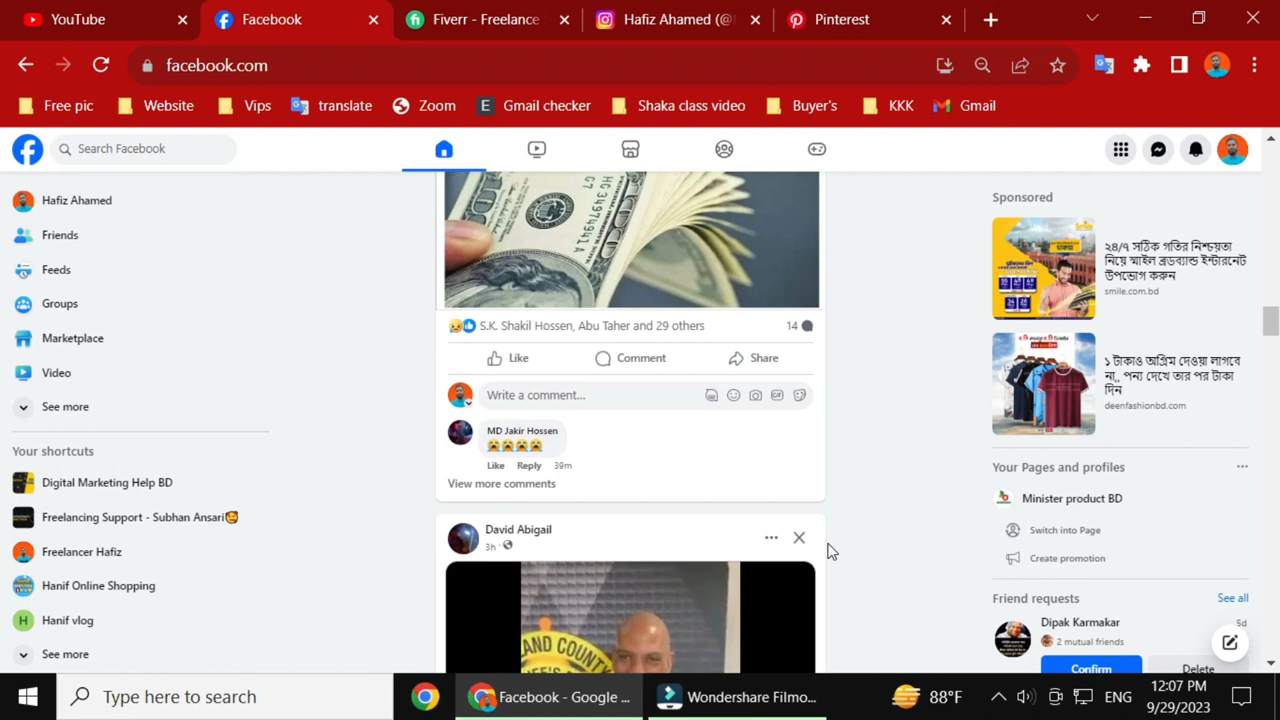 YouTube
Facebook
Fiverr - Freelance
Hafiz Ahamed (@
Pinterest
facebook.com
Free pic
Website
Vips
translate
Zoom
Gmail checker
Shaka class video
Buyer's
KKK
Gmail
Search Facebook
Hafiz Ahamed
Friends
Feeds
Groups
Marketplace
Video
See more
Your shortcuts
Digital Marketing Help BD
Freelancing Support - Subhan Ansari🥰
Freelancer Hafiz
Hanif Online Shopping
H
Hanif vlog
See more
HG34974941A
G7
S.K. Shakil Hossen, Abu Taher and 29 others
14
Like
Comment
Share
Write a comment...
GIF
MD Jakir Hossen
😭😭😭😭
Like Reply 39m
View more comments
David Abigail
3h ·
LAND COUNTY
Sponsored
২৪/৭ সঠিক গতির নিশ্চয়তা
নিয়ে স্মাইল ব্রডব্যান্ড ইন্টারনেট
উপভোগ করুন
smile.com.bd
১ টাকাও অগ্রিম দেওয়া লাগবে
না,, পন্য দেখে তার পর টাকা
দিন
deenfashionbd.com
Your Pages and profiles
Minister product BD
Switch into Page
Create promotion
Friend requests
See all
Dipak Karmakar
5d
2 mutual friends
Confirm
Delete
Type here to search
Facebook - Google ...
Wondershare Filmo...
88°F
ENG
12:07 PM
9/29/2023